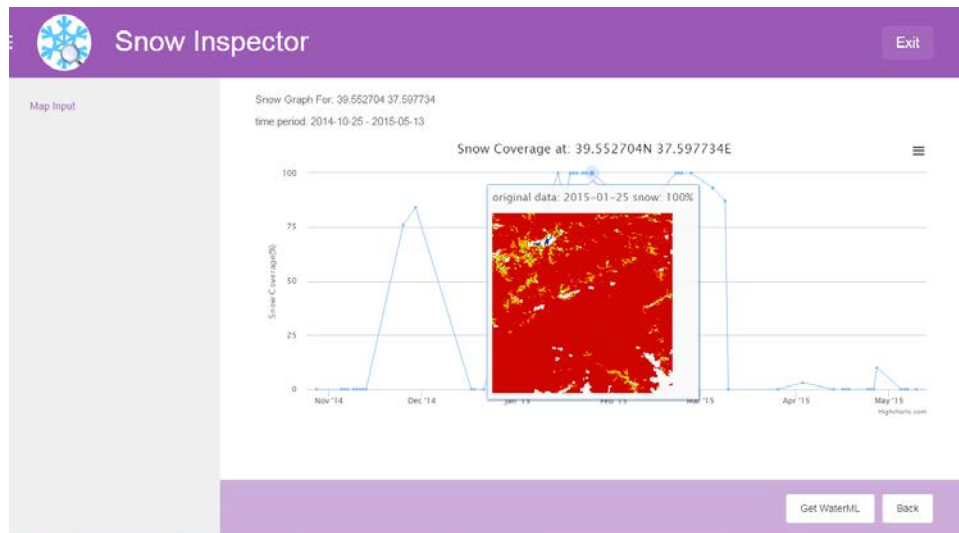 Snow Inspector
Exit
Map Input
Snow Graph For: 39.552704 37.597734
time period: 2014-10-25 - 2015-05-13
Snow Coverage at: 39.552704N 37.597734E
original data: 2015-01-25 snow: 100%
Snow Coverage(%)
100
75
50
25
0
Nov '14
Dec '14
Jan '15
Feb '15
Mar '15
Apr '15
May '15
Highcharts.com
Get WaterML
Back